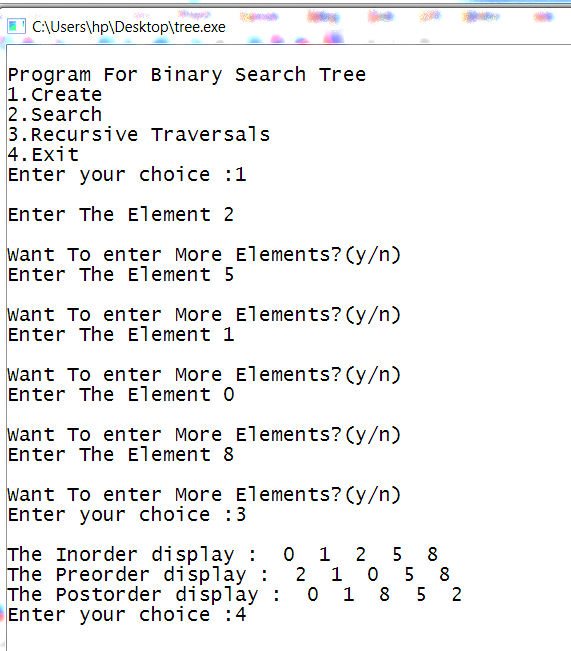 C:\Users\hp\Desktop\tree.exe
Program For Binary Search Tree
1.Create
2.Search
3.Recursive Traversals
4.Exit
Enter your choice :1
Enter The Element 2
Want To enter More Elements?(y/n)
Enter The Element 5
Want To enter More Elements?(y/n)
Enter The Element 1
Want To enter More Elements?(y/n)
Enter The Element 0
Want To enter More Elements?(y/n)
Enter The Element 8
Want To enter More Elements?(y/n)
Enter your choice :3
The Inorder display :  0  1  2  5  8
The Preorder display :  2  1  0  5  8
The Postorder display :  0  1  8  5  2
Enter your choice :4